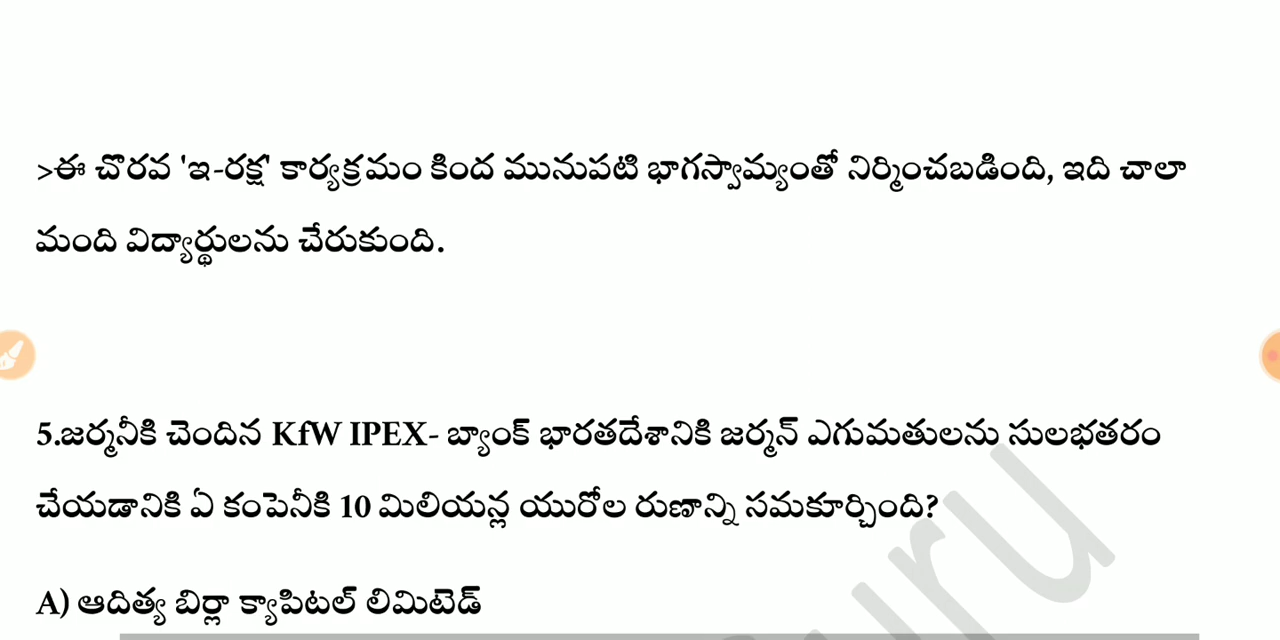 >ఈ చొరవ 'ఇ-రక్ష' కార్యక్రమం కింద మునుపటి భాగస్వామ్యంతో నిర్మించబడింది, ఇది చాలా
మంది విద్యార్థులను చేరుకుంది.
5.జర్మనీకి చెందిన KfW IPEX- బ్యాంక్ భారతదేశానికి జర్మన్ ఎగుమతులను సులభతరం
చేయడానికి ఏ కంపెనీకి 10 మిలియన్ల యురోల రుణాన్ని సమకూర్చింది?
A) ఆదిత్య బిర్లా క్యాపిటల్ లిమిటెడ్